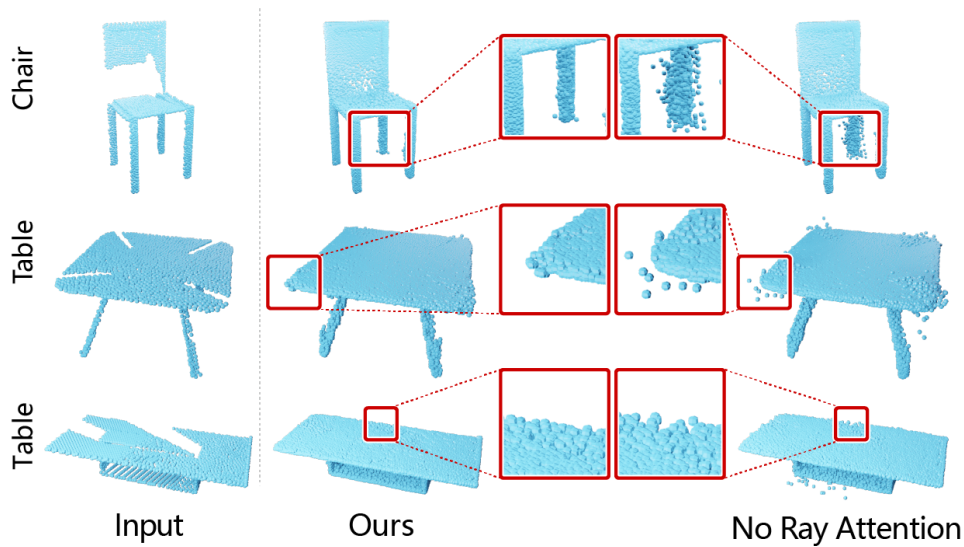 Chair
Table
Table
Input
Ours
No Ray Attention